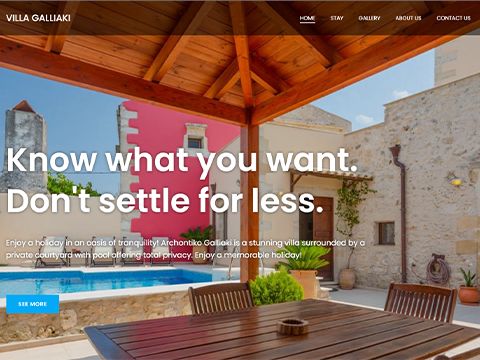 VILLA GALLIAKI
HOME STAY GALLERY ABOUT US CONTACT US
Know what you want.
Don't settle for less.
Enjoy a holiday in an oasis of tranquility! Archontiko Galliaki is a stunning villa surrounded by a
private courtyard with pool offering total privacy. Enjoy a memorable holiday!
SEE MORE